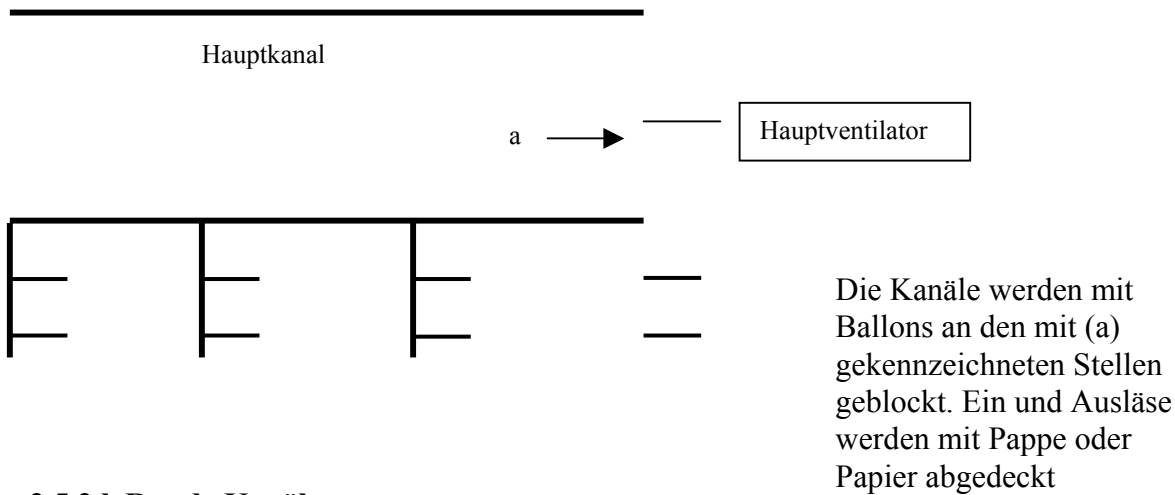 Hauptkanal
a
Hauptventilator
Die Kanäle werden mit
Ballons an den mit (a)
gekennzeichneten Stellen
geblockt. Ein und Ausläse
werden mit Pappe oder
Papier abgedeckt